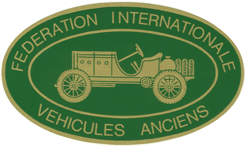 FEDERATION INTERNATIONALE
VEHICULES ANCIENS